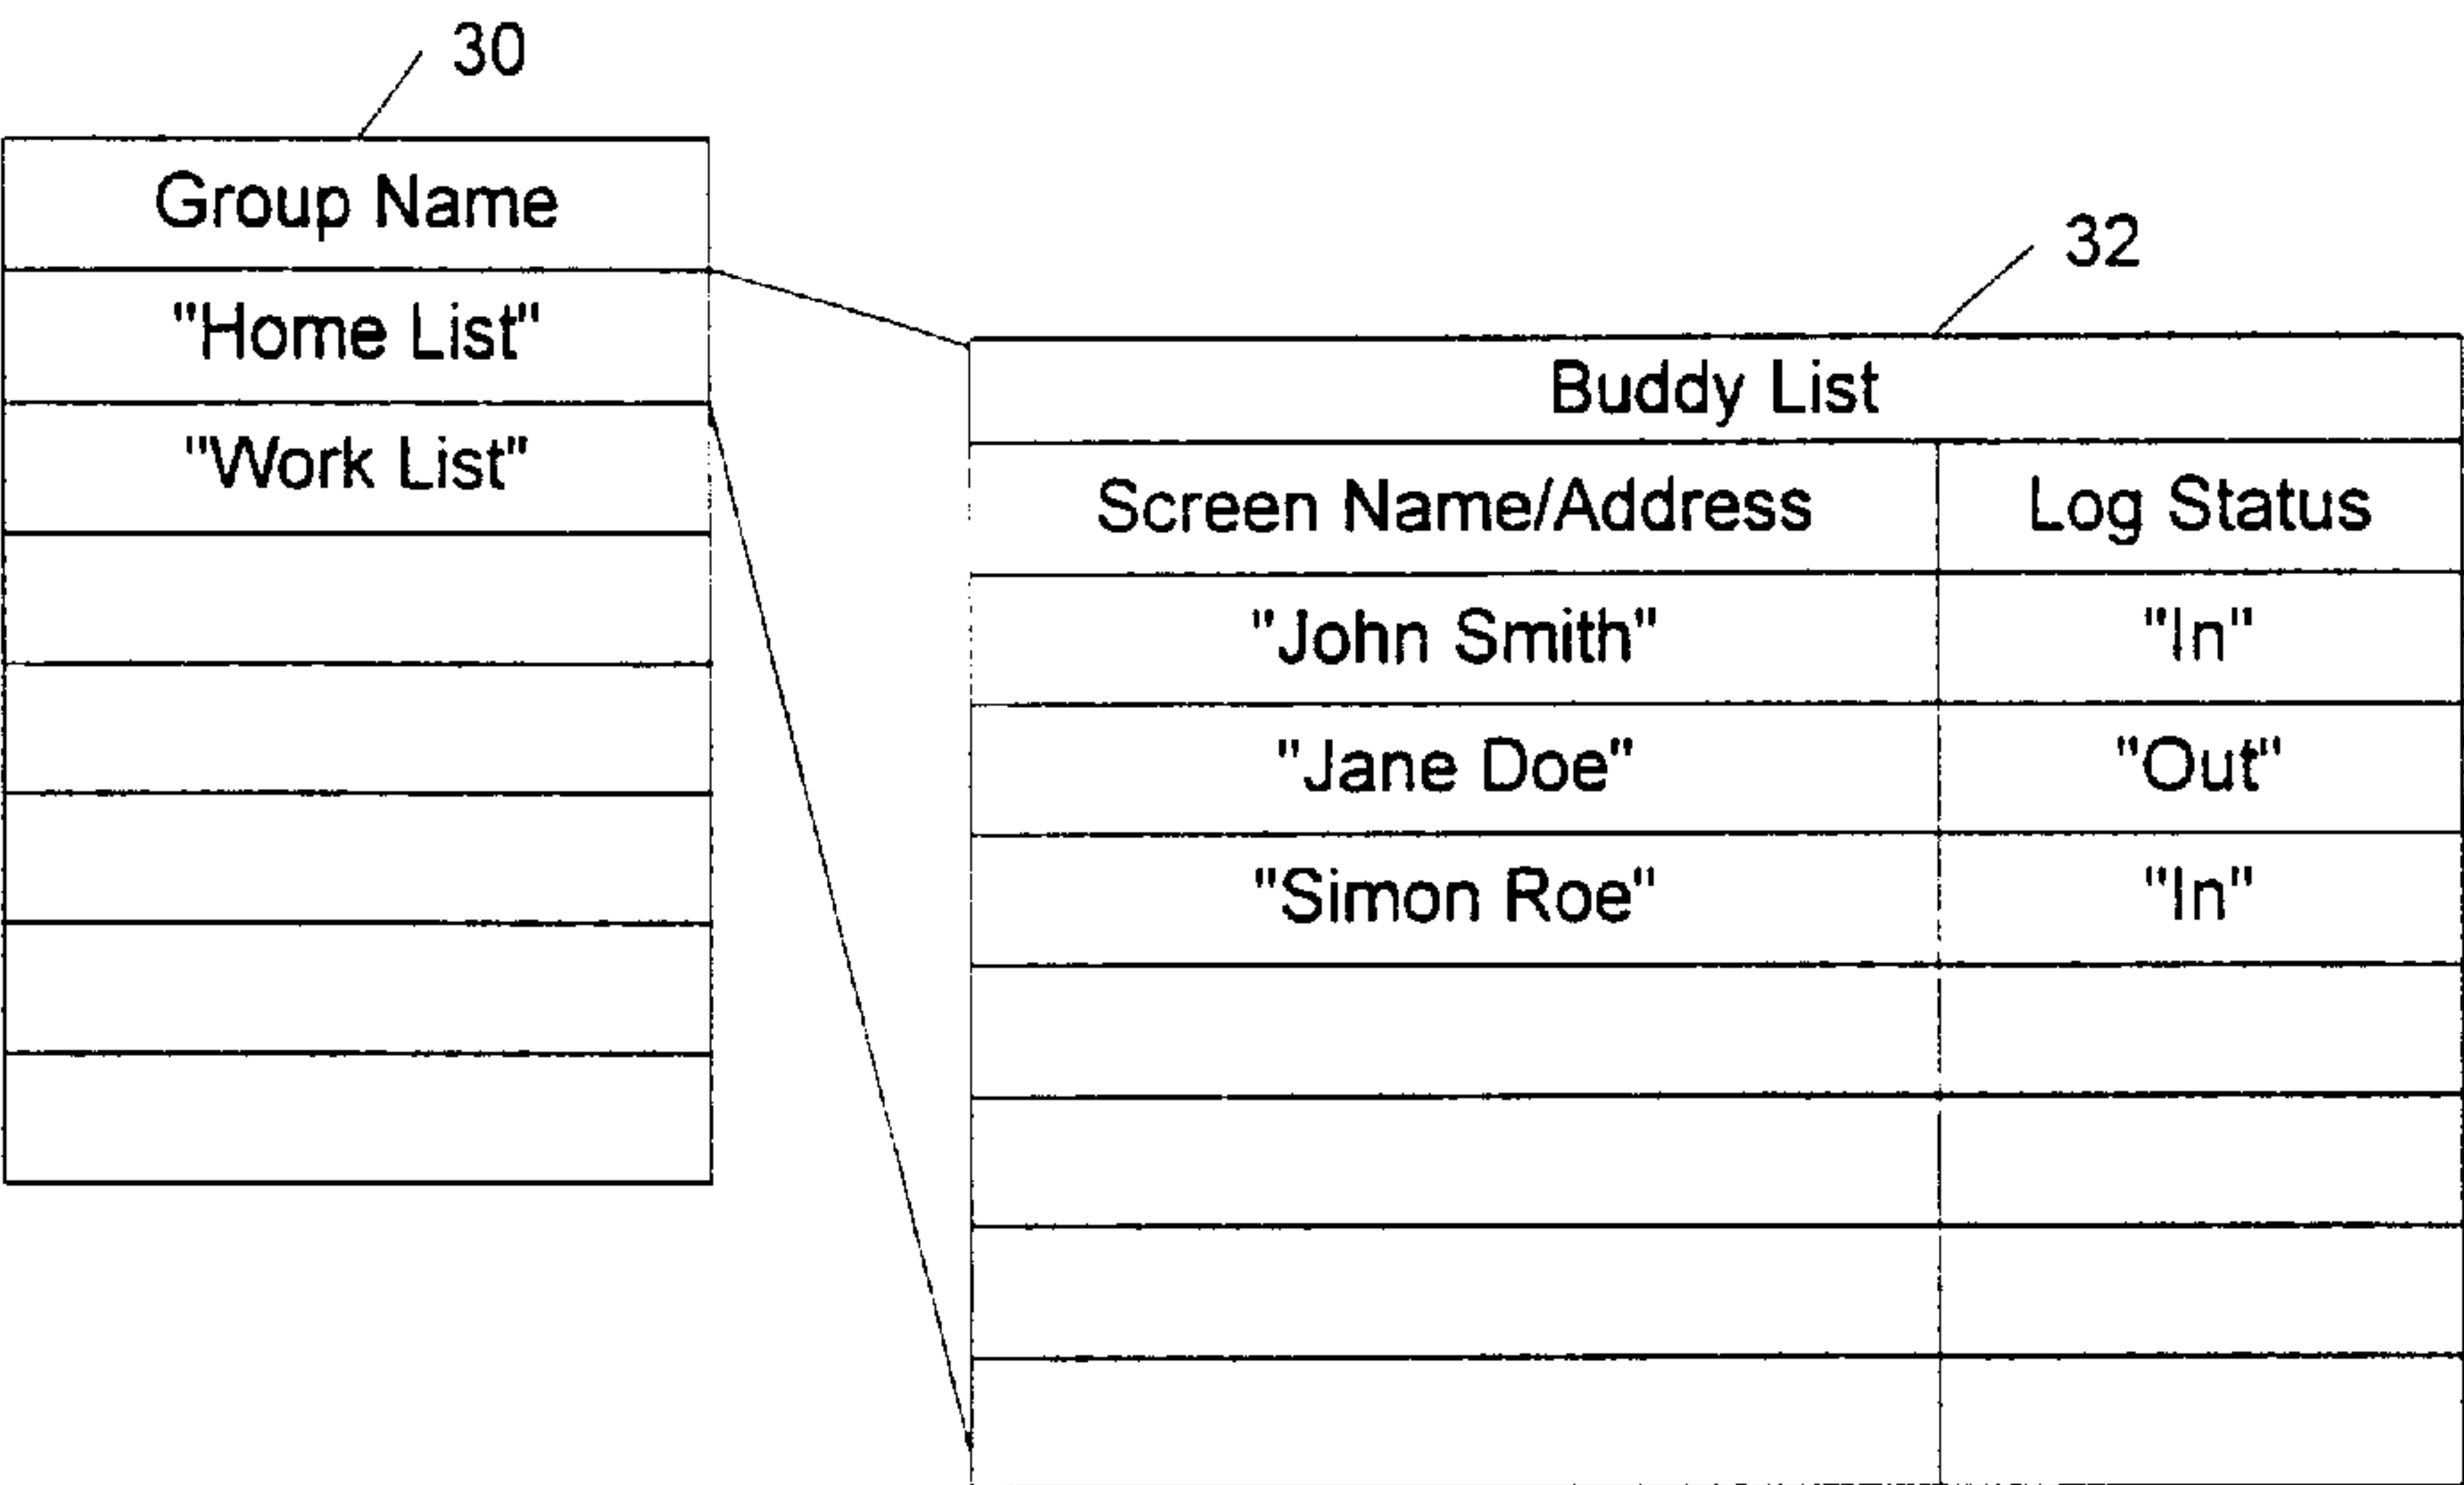 30
Group Name
"Home List"
"Work List"
32
Buddy List
Screen Name/Address Log Status
"John Smith" "In"
"Jane Doe" "Out"
"Simon Roe" "In"